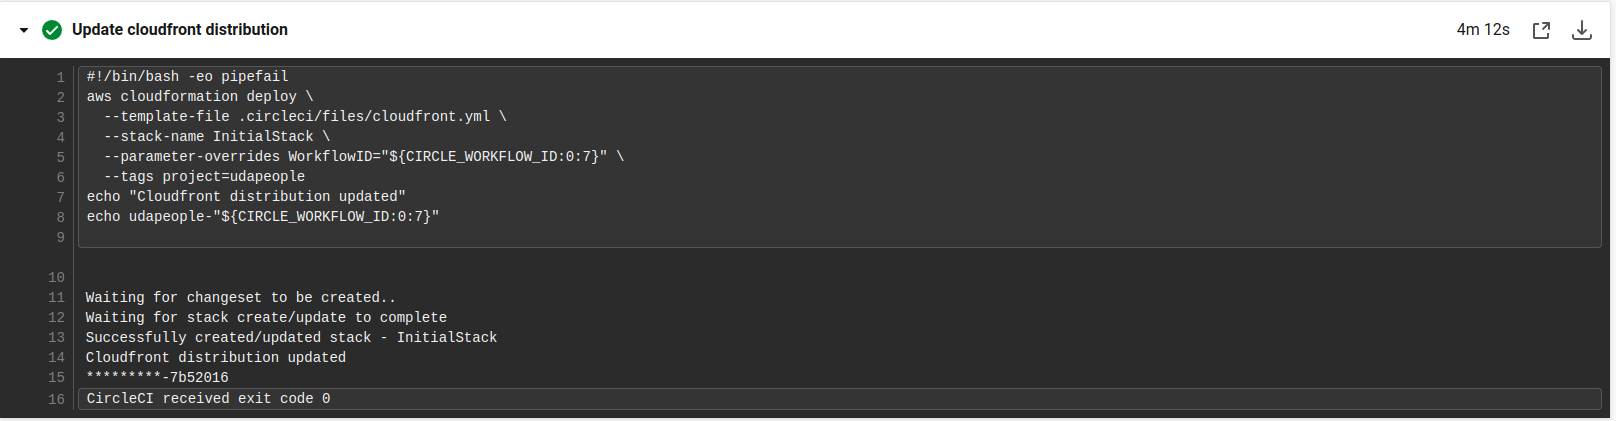 Update cloudfront distribution
4m 12s
1 #!/bin/bash -eo pipefail
2 aws cloudformation deploy \
3   --template-file .circleci/files/cloudfront.yml \
4   --stack-name InitialStack \
5   --parameter-overrides WorkflowID="${CIRCLE_WORKFLOW_ID:0:7}" \
6   --tags project=udapeople
7 echo "Cloudfront distribution updated"
8 echo udapeople-"${CIRCLE_WORKFLOW_ID:0:7}"
9
10
11 Waiting for changeset to be created..
12 Waiting for stack create/update to complete
13 Successfully created/updated stack - InitialStack
14 Cloudfront distribution updated
15 *********-7b52016
16 CircleCI received exit code 0